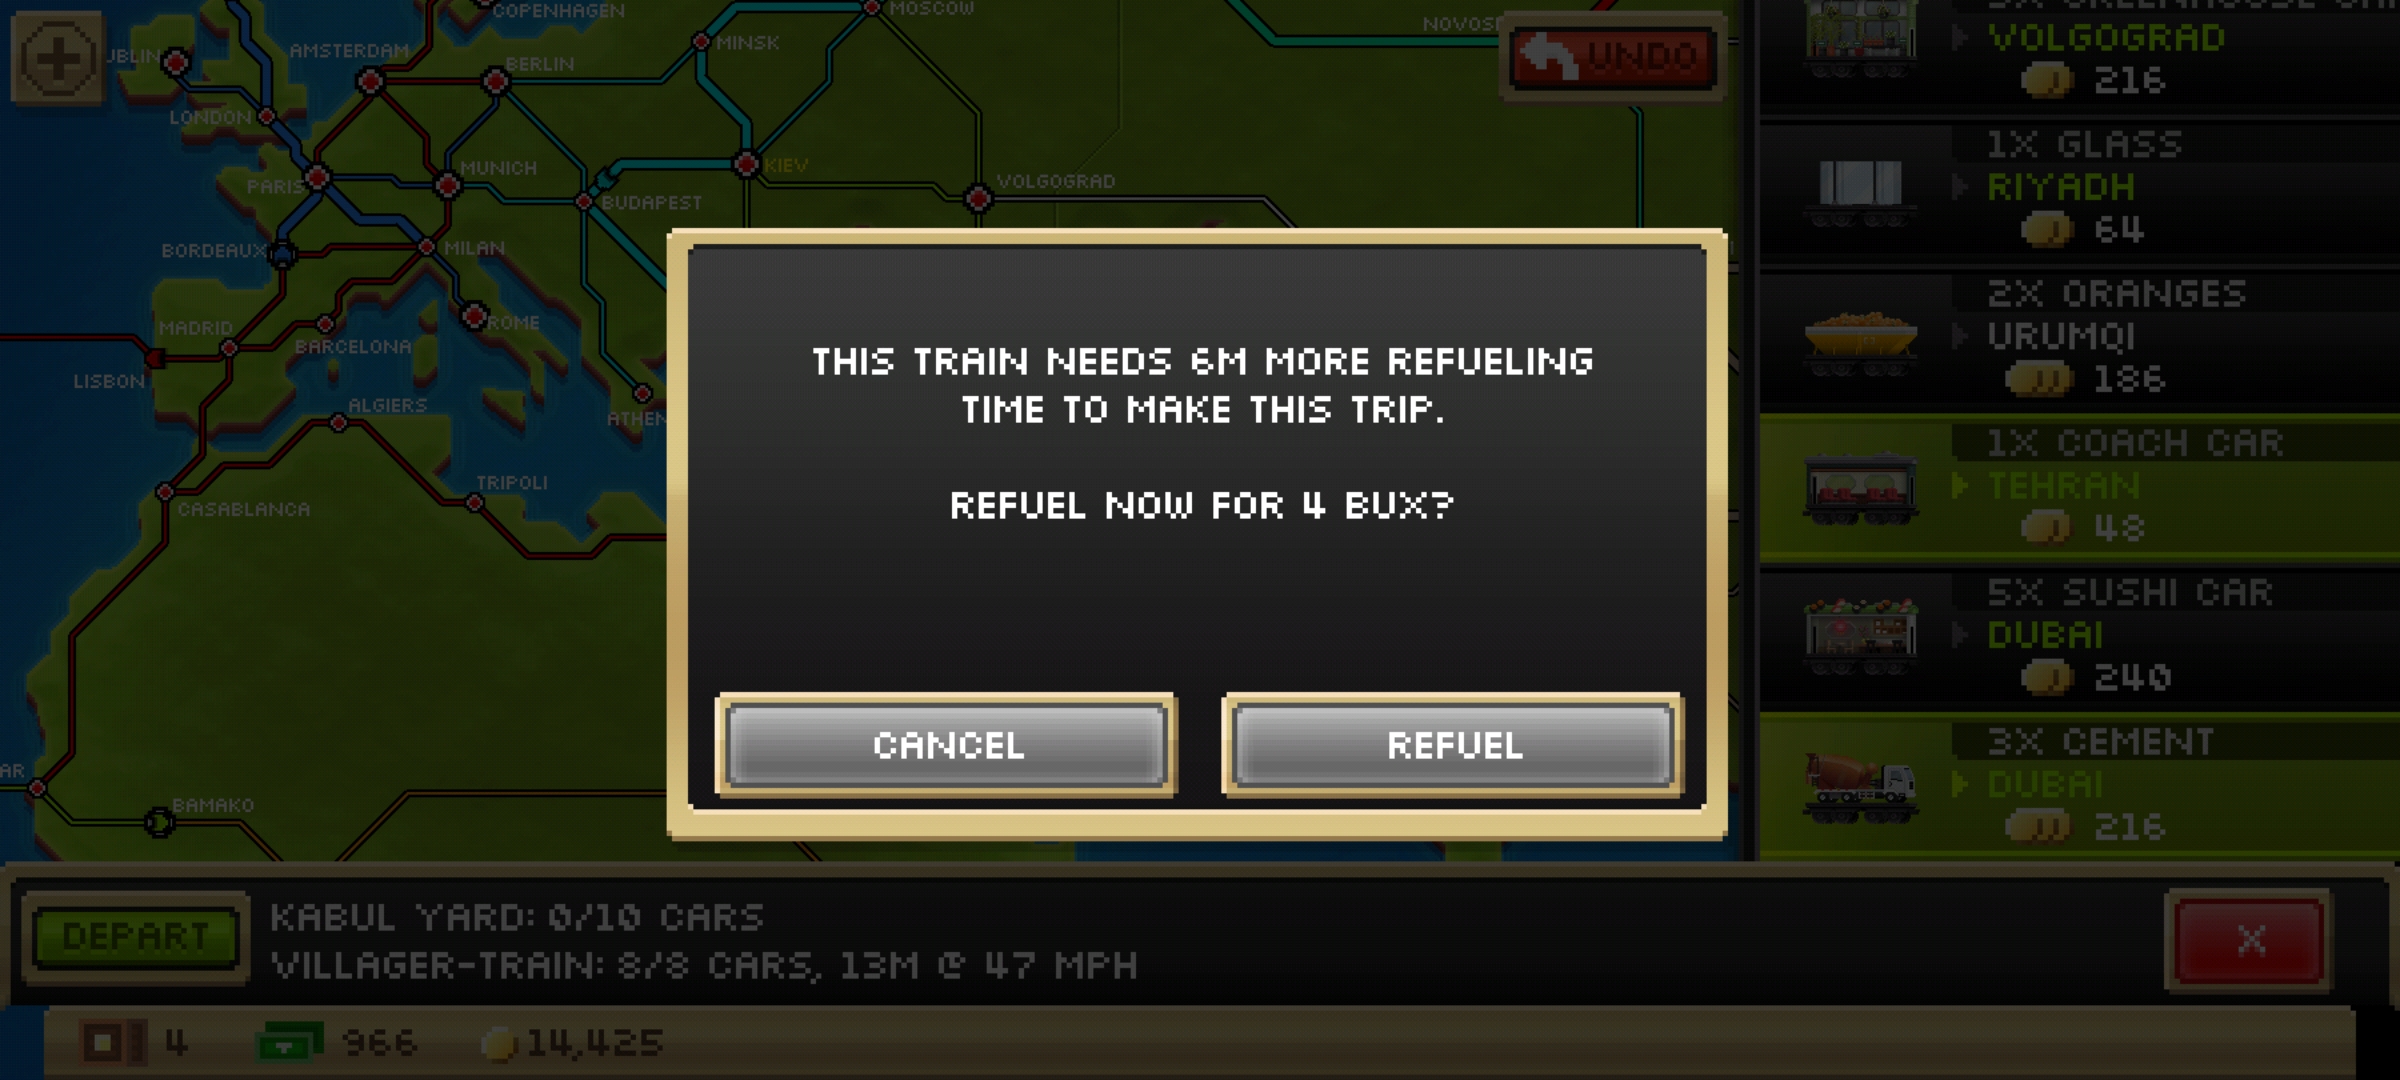 COPENHAGEN
MOSCOW
AMSTERDAM
BERLIN
MINSK
UNDO
LONDON
PARIS
MUNICH
KIEV
VOLGOGRAD
BUDAPEST
BORDEAUX
MILAN
MADRID
ROME
BARCELONA
LISBON
ALGIERS
TRIPOLI
CASABLANCA
BAMAKO
THIS TRAIN NEEDS 6M MORE REFUELING
TIME TO MAKE THIS TRIP.
REFUEL NOW FOR 4 BUX?
CANCEL
REFUEL
VOLGOGRAD
216
1X GLASS
RIYADH
64
2X ORANGES
URUMQI
186
1X COACH CAR
TEHRAN
48
5X SUSHI CAR
DUBAI
240
3X CEMENT
DUBAI
216
DEPART
KABUL YARD: 0/10 CARS
VILLAGER-TRAIN: 8/8 CARS, 13M @ 47 MPH
X
4
966
14,425